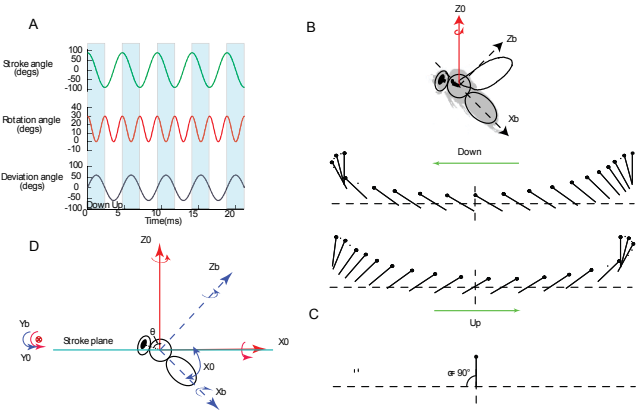 A
Stroke angle
(degs)
100
50
0
-50
-100
Rotation angle
(degs)
40
30
20
10
0
-10
Deviation angle
(degs)
100
50
0
-50
-100
Down Up
0
5
10
15
20
Time(ms)
B
Z0
Zb
Xb
Down
Up
C
= 90°
D
Z0
Zb
θ
Yb
Y0
Stroke plane
X0
X0
Xb